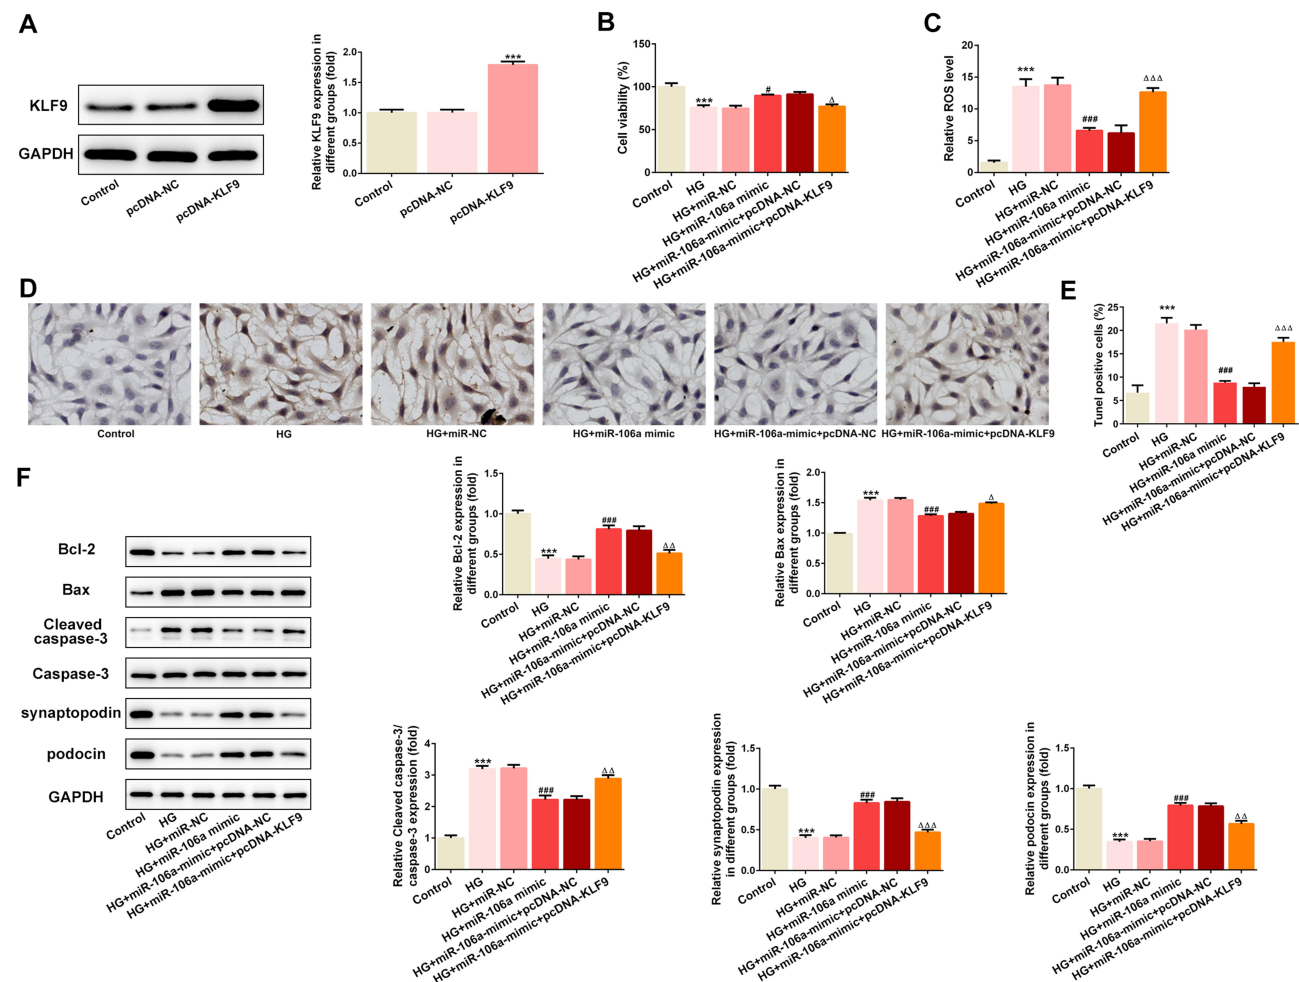 A
KLF9
GAPDH
Control
pcDNA-NC
pcDNA-KLF9
Relative KLF9 expression in
different groups (fold)
2.0
1.5
1.0
0.5
0.0
***
Control
pcDNA-NC
pcDNA-KLF9
B
Cell viability (%)
150
100
50
0
***
#
Δ
Control
HG
HG+miR-NC
HG+miR-106a mimic
HG+miR-106a-mimic+pcDNA-NC
HG+miR-106a-mimic+pcDNA-KLF9
C
Relative ROS level
20
15
10
5
0
***
###
ΔΔΔ
Control
HG
HG+miR-NC
HG+miR-106a mimic
HG+miR-106a-mimic+pcDNA-NC
HG+miR-106a-mimic+pcDNA-KLF9
D
Control
HG
HG+miR-NC
HG+miR-106a mimic
HG+miR-106a-mimic+pcDNA-NC
HG+miR-106a-mimic+pcDNA-KLF9
E
Tunel positive cells (%)
25
20
15
10
5
0
***
###
ΔΔΔ
Control
HG
HG+miR-NC
HG+miR-106a mimic
HG+miR-106a-mimic+pcDNA-NC
HG+miR-106a-mimic+pcDNA-KLF9
F
Bcl-2
Bax
Cleaved
caspase-3
Caspase-3
synaptopodin
podocin
GAPDH
Control
HG
HG+miR-NC
HG+miR-106a mimic
HG+miR-106a-mimic+pcDNA-NC
HG+miR-106a-mimic+pcDNA-KLF9
Relative Bcl-2 expression in
different groups (fold)
1.5
1.0
0.5
0.0
***
###
ΔΔ
Control
HG
HG+miR-NC
HG+miR-106a mimic
HG+miR-106a-mimic+pcDNA-NC
HG+miR-106a-mimic+pcDNA-KLF9
Relative Bax expression in
different groups (fold)
2.0
1.5
1.0
0.5
0.0
***
###
Δ
Control
HG
HG+miR-NC
HG+miR-106a mimic
HG+miR-106a-mimic+pcDNA-NC
HG+miR-106a-mimic+pcDNA-KLF9
Relative Cleaved caspase-3/
caspase-3 expression (fold)
4
3
2
1
0
***
###
ΔΔ
Control
HG
HG+miR-NC
HG+miR-106a mimic
HG+miR-106a-mimic+pcDNA-NC
HG+miR-106a-mimic+pcDNA-KLF9
Relative synaptopodin expression
in different groups (fold)
1.5
1.0
0.5
0.0
***
###
ΔΔΔ
Control
HG
HG+miR-NC
HG+miR-106a mimic
HG+miR-106a-mimic+pcDNA-NC
HG+miR-106a-mimic+pcDNA-KLF9
Relative podocin expression in
different groups (fold)
1.5
1.0
0.5
0.0
***
###
ΔΔ
Control
HG
HG+miR-NC
HG+miR-106a mimic
HG+miR-106a-mimic+pcDNA-NC
HG+miR-106a-mimic+pcDNA-KLF9